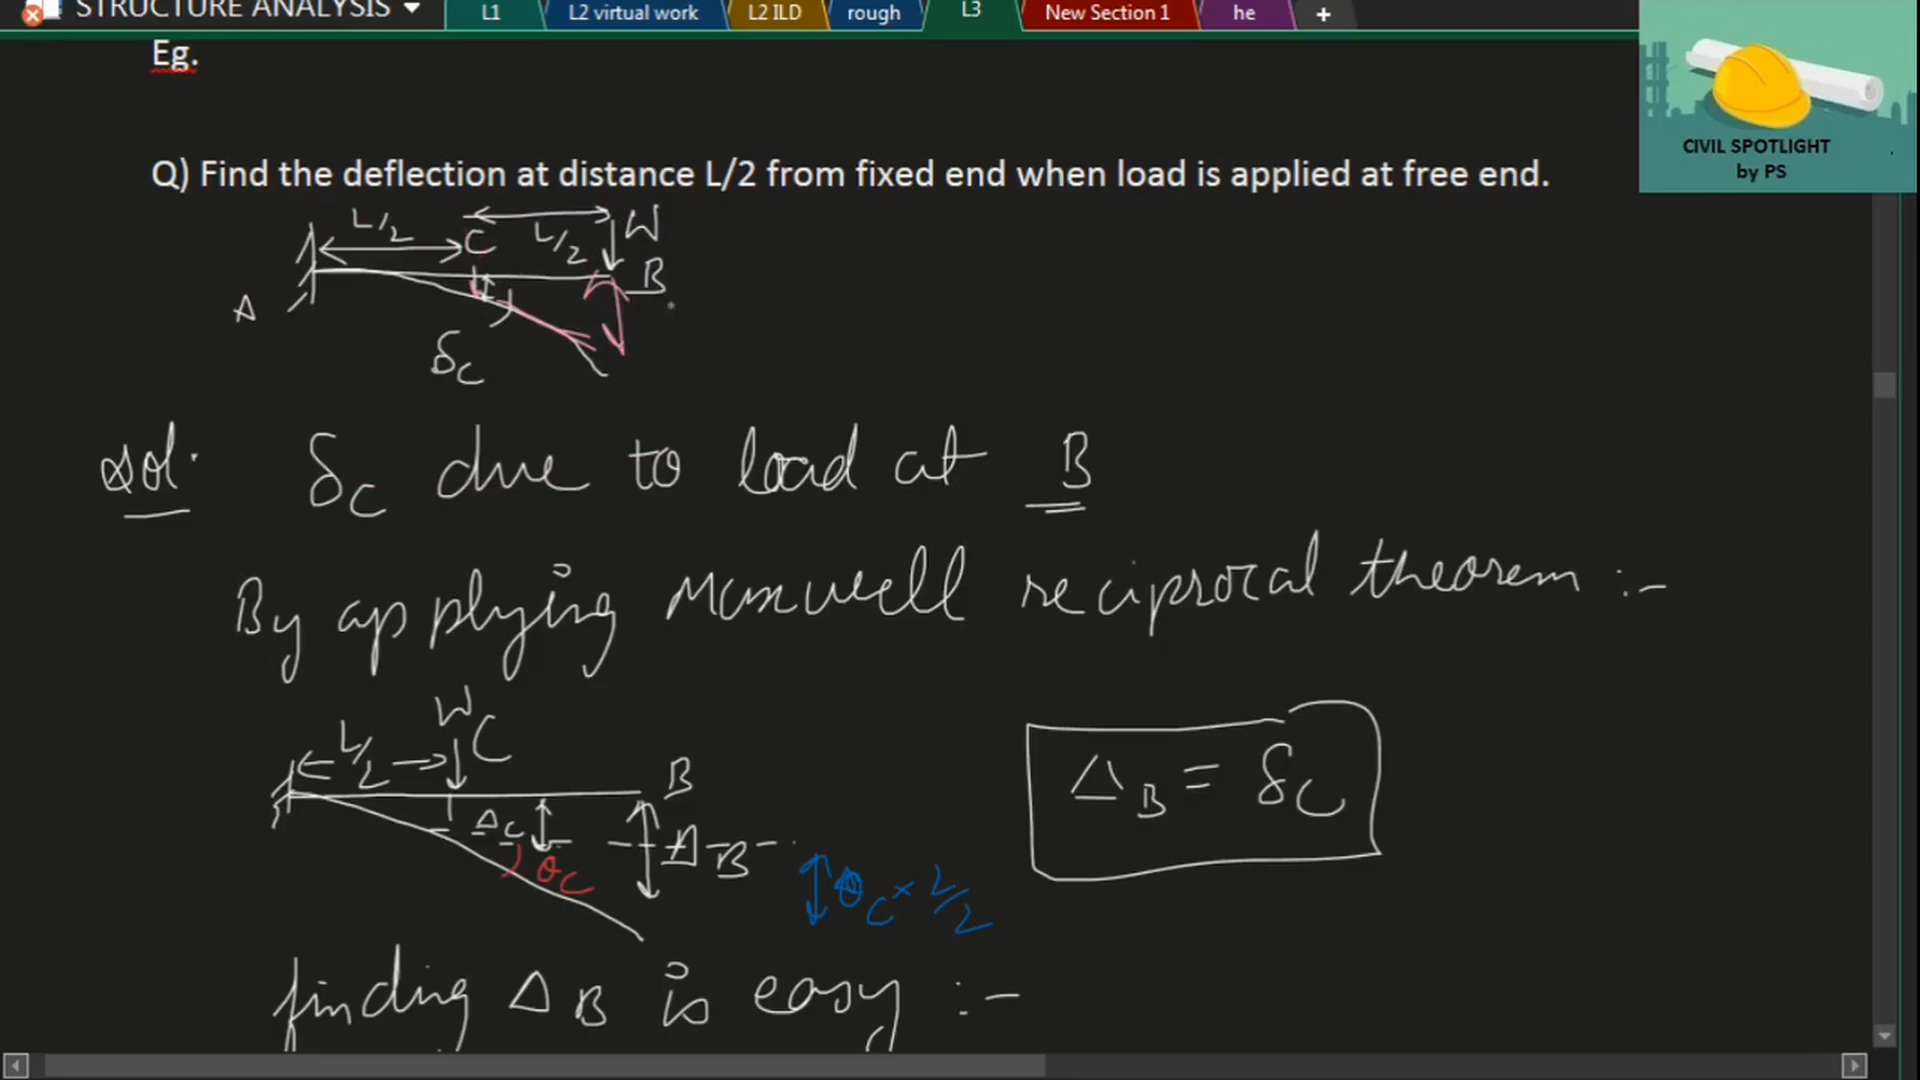 STRUCTURE ANALYSIS
L1
L2 virtual work
L2 ILD
rough
L3
New Section 1
he
+
Eg.
CIVIL SPOTLIGHT
by PS
Q) Find the deflection at distance L/2 from fixed end when load is applied at free end.
L/2 C L/2 W
A B
δc
Sol. δc due to load at B
By applying Maxwell reciprocal theorem :-
W
L/2 C
B
Δc ΔB
θc
θc × L/2
ΔB = δc
finding ΔB is easy :-